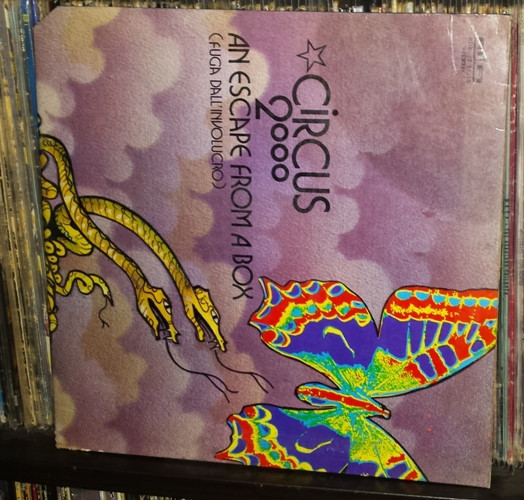 ☆CiRCUS
2000
AN ESCAPE FROM A BOX
(FUGA DALL'INVOLUCRO)